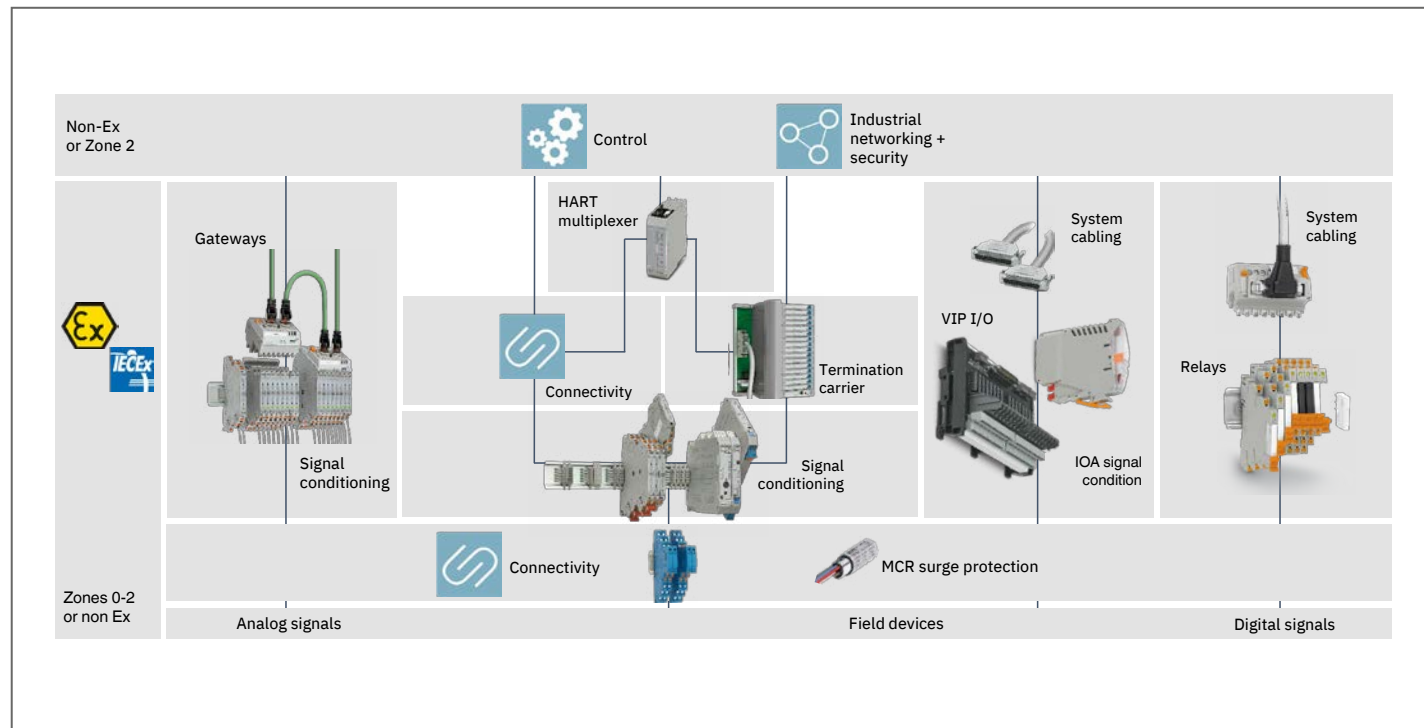 Non-Ex
or Zone 2
Control
Industrial
networking +
security
Gateways
HART
multiplexer
System
cabling
System
cabling
Ex
IECEx
VIP I/O
Connectivity
Termination
carrier
Relays
Signal
conditioning
Signal
conditioning
IOA signal
condition
Connectivity
MCR surge protection
Zones 0-2
or non Ex
Analog signals
Field devices
Digital signals